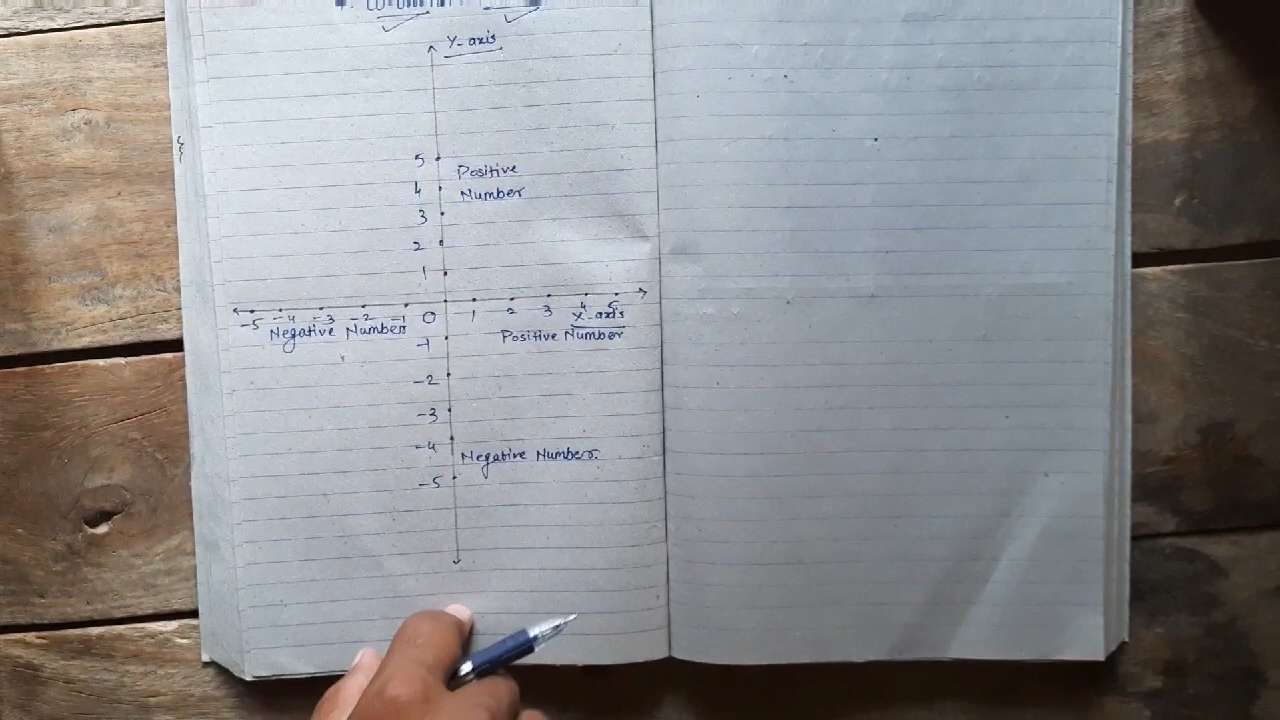 Y-axis
5
Positive
4
Number
3
2
1
-5 -4 -3 -2 -1 0 1 2 3 4 5
Negative Number
X-axis
-1
Positive Number
-2
-3
-4
Negative Number.
-5